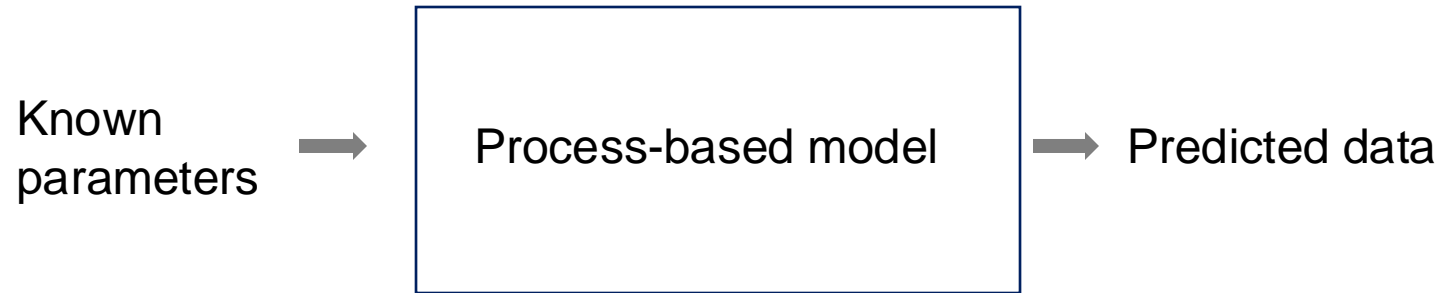 Known
parameters
Process-based model
Predicted data